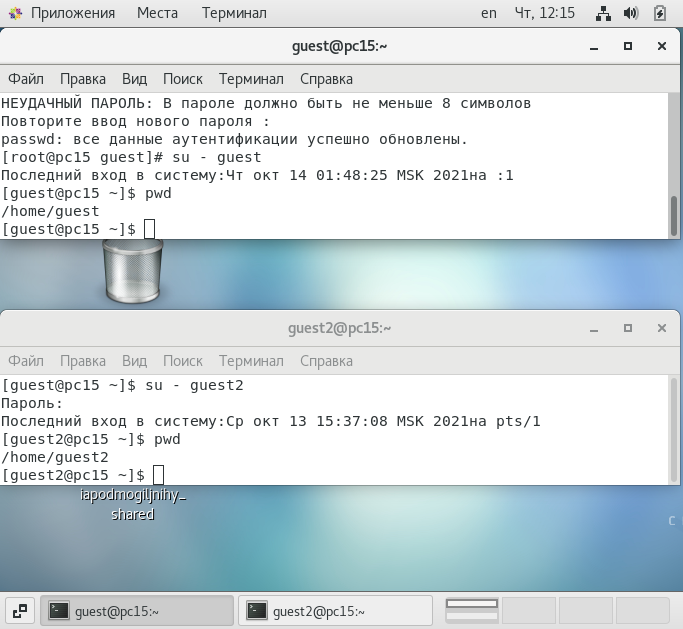 Приложения Места Терминал en Чт, 12:15
guest@pc15:~
Файл Правка Вид Поиск Терминал Справка
НЕУДАЧНЫЙ ПАРОЛЬ: В пароле должно быть не меньше 8 символов
Повторите ввод нового пароля :
passwd: все данные аутентификации успешно обновлены.
[root@pc15 guest]# su - guest
Последний вход в систему:Чт окт 14 01:48:25 MSK 2021на :1
[guest@pc15 ~]$ pwd
/home/guest
[guest@pc15 ~]$
guest2@pc15:~
Файл Правка Вид Поиск Терминал Справка
[guest@pc15 ~]$ su - guest2
Пароль:
Последний вход в систему:Ср окт 13 15:37:08 MSK 2021на pts/1
[guest2@pc15 ~]$ pwd
/home/guest2
[guest2@pc15 ~]$
iapodmogiljnihy_
shared
C
guest@pc15:~ guest2@pc15:~